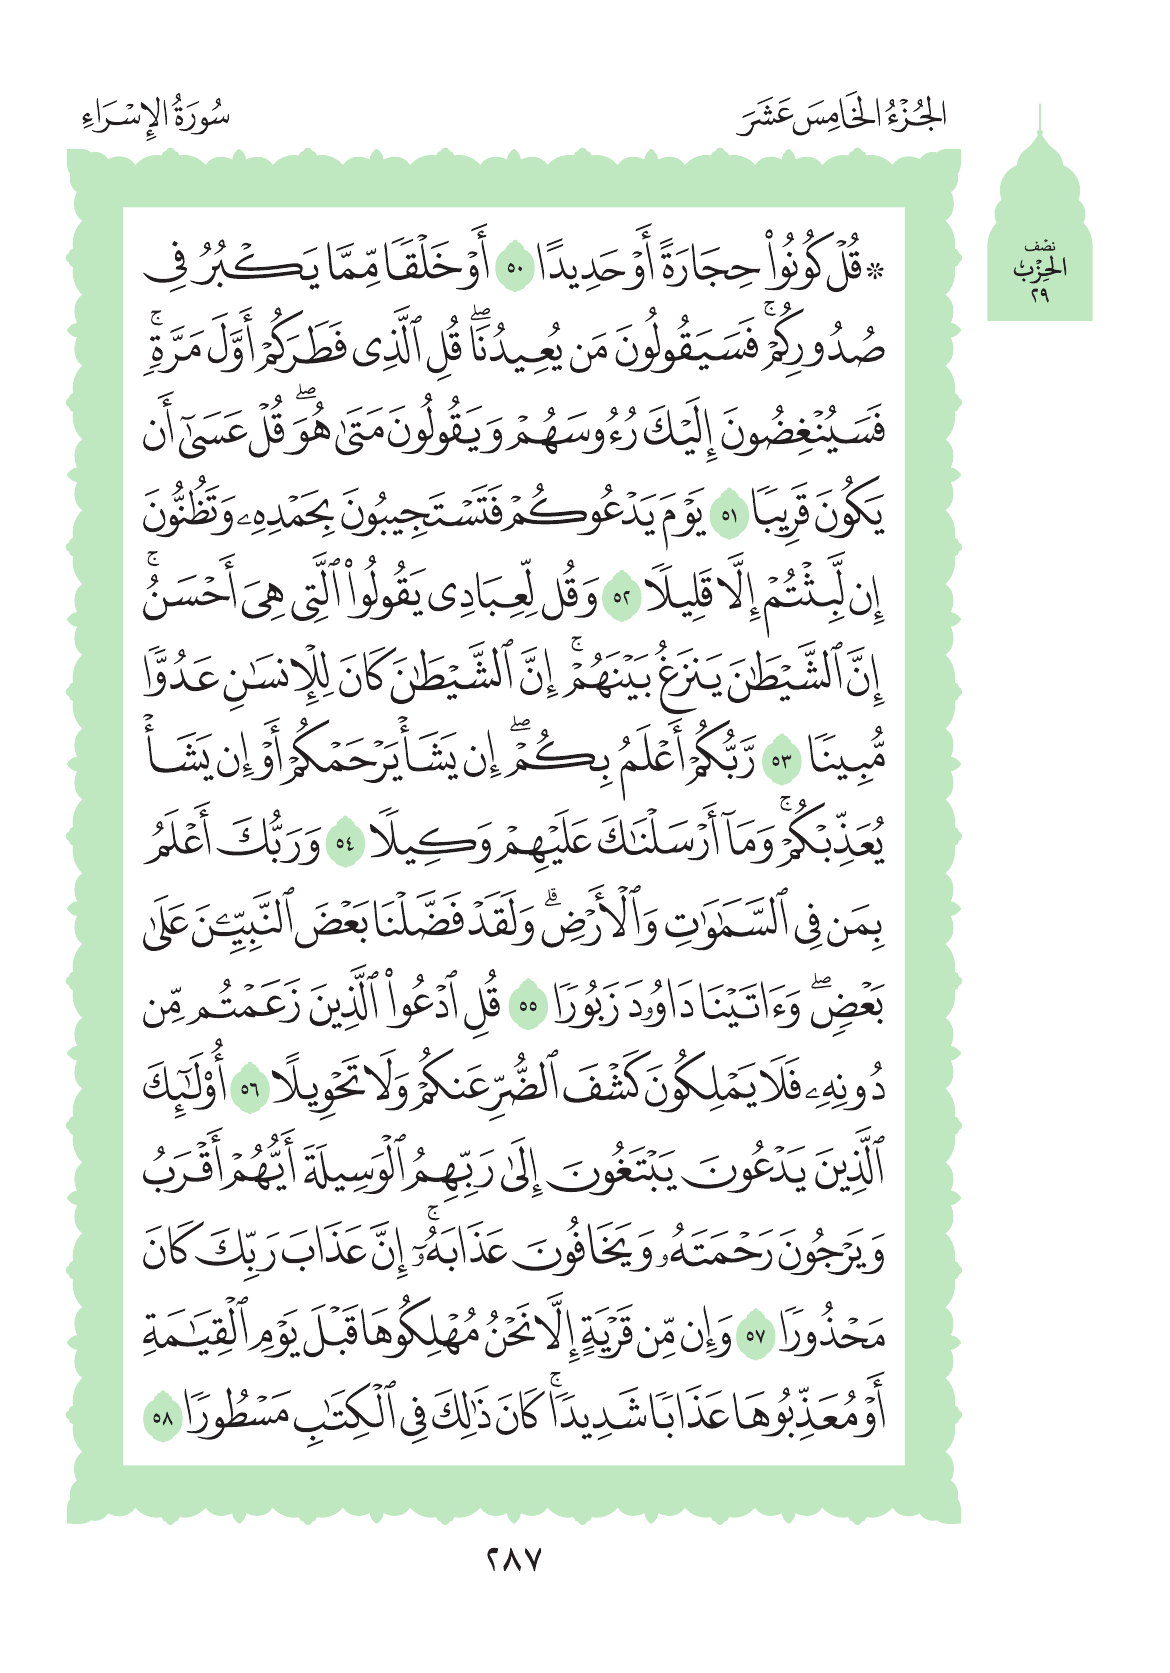 الجُزْءُ الخَامِسَ عَشَرَ
سُورَةُ الإِسْرَاءِ
نصْف
الحِزْب
٢٩
۞ قُلۡ كُونُواْ حِجَارَةً أَوۡ حَدِيدًا ٥٠ أَوۡ خَلۡقٗا مِّمَّا يَكۡبُرُ فِي
صُدُورِكُمۡۚ فَسَيَقُولُونَ مَن يُعِيدُنَاۖ قُلِ ٱلَّذِي فَطَرَكُمۡ أَوَّلَ مَرَّةٖۚ
فَسَيُنۡغِضُونَ إِلَيۡكَ رُءُوسَهُمۡ وَيَقُولُونَ مَتَىٰ هُوَۖ قُلۡ عَسَىٰٓ أَن
يَكُونَ قَرِيبٗا ٥١ يَوۡمَ يَدۡعُوكُمۡ فَتَسۡتَجِيبُونَ بِحَمۡدِهِۦ وَتَظُنُّونَ
إِن لَّبِثۡتُمۡ إِلَّا قَلِيلٗا ٥٢ وَقُل لِّعِبَادِي يَقُولُواْ ٱلَّتِي هِيَ أَحۡسَنُۚ
إِنَّ ٱلشَّيۡطَٰنَ يَنزَغُ بَيۡنَهُمۡۚ إِنَّ ٱلشَّيۡطَٰنَ كَانَ لِلۡإِنسَٰنِ عَدُوّٗا
مُّبِينٗا ٥٣ رَّبُّكُمۡ أَعۡلَمُ بِكُمۡۖ إِن يَشَأۡ يَرۡحَمۡكُمۡ أَوۡ إِن يَشَأۡ
يُعَذِّبۡكُمۡۚ وَمَآ أَرۡسَلۡنَٰكَ عَلَيۡهِمۡ وَكِيلٗا ٥٤ وَرَبُّكَ أَعۡلَمُ
بِمَن فِي ٱلسَّمَٰوَٰتِ وَٱلۡأَرۡضِۗ وَلَقَدۡ فَضَّلۡنَا بَعۡضَ ٱلنَّبِيِّـۧنَ عَلَىٰ
بَعۡضٖۖ وَءَاتَيۡنَا دَاوُۥدَ زَبُورٗا ٥٥ قُلِ ٱدۡعُواْ ٱلَّذِينَ زَعَمۡتُم مِّن
دُونِهِۦ فَلَا يَمۡلِكُونَ كَشۡفَ ٱلضُّرِّ عَنكُمۡ وَلَا تَحۡوِيلًا ٥٦ أُوْلَٰٓئِكَ
ٱلَّذِينَ يَدۡعُونَ يَبۡتَغُونَ إِلَىٰ رَبِّهِمُ ٱلۡوَسِيلَةَ أَيُّهُمۡ أَقۡرَبُ
وَيَرۡجُونَ رَحۡمَتَهُۥ وَيَخَافُونَ عَذَابَهُۥٓۚ إِنَّ عَذَابَ رَبِّكَ كَانَ
مَحۡذُورٗا ٥٧ وَإِن مِّن قَرۡيَةٍ إِلَّا نَحۡنُ مُهۡلِكُوهَا قَبۡلَ يَوۡمِ ٱلۡقِيَٰمَةِ
أَوۡ مُعَذِّبُوهَا عَذَابٗا شَدِيدٗاۚ كَانَ ذَٰلِكَ فِي ٱلۡكِتَٰبِ مَسۡطُورٗا ٥٨
٢٨٧